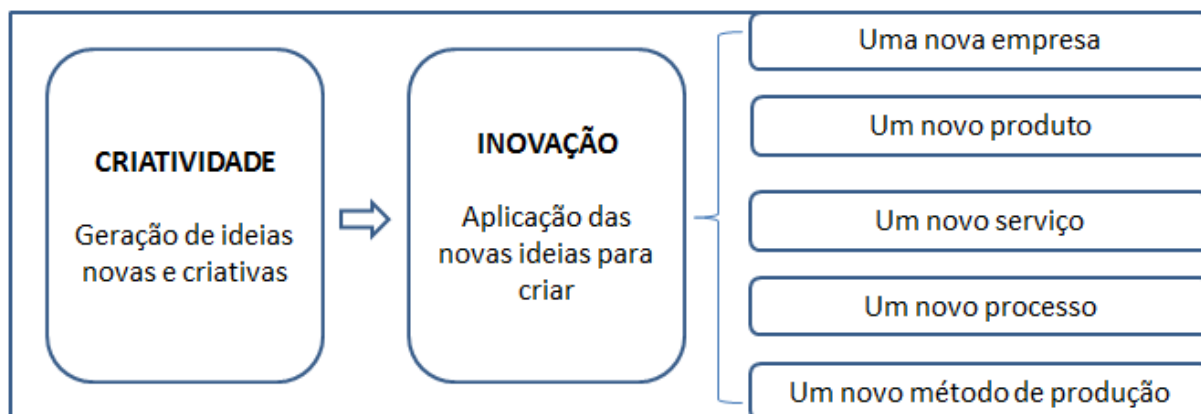 CRIATIVIDADE
Geração de ideias
novas e criativas
INOVAÇÃO
Aplicação das
novas ideias para
criar
Uma nova empresa
Um novo produto
Um novo serviço
Um novo processo
Um novo método de produção